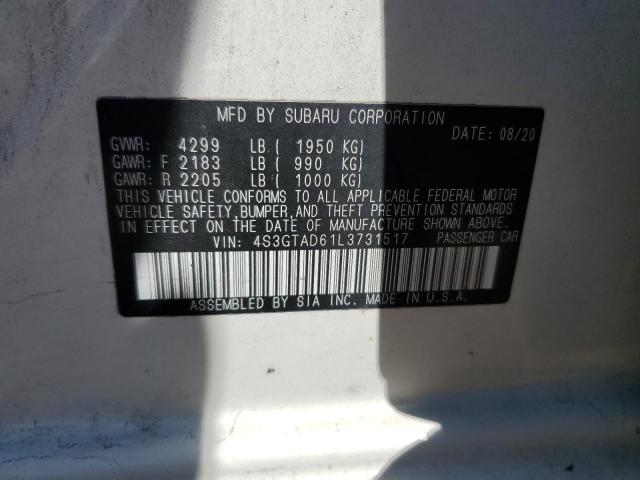 MFD BY SUBARU CORPORATION
DATE: 08/20
GVWR: 4299 LB ( 1950 KG)
GAWR: F 2183 LB ( 990 KG)
GAWR: R 2205 LB ( 1000 KG)
THIS VEHICLE CONFORMS TO ALL APPLICABLE FEDERAL MOTOR
VEHICLE SAFETY, BUMPER, AND THEFT PREVENTION STANDARDS
IN EFFECT ON THE DATE OF MANUFACTURE SHOWN ABOVE.
VIN: 4S3GTAD61L3731517 PASSENGER CAR
ASSEMBLED BY SIA INC. MADE IN U.S.A.